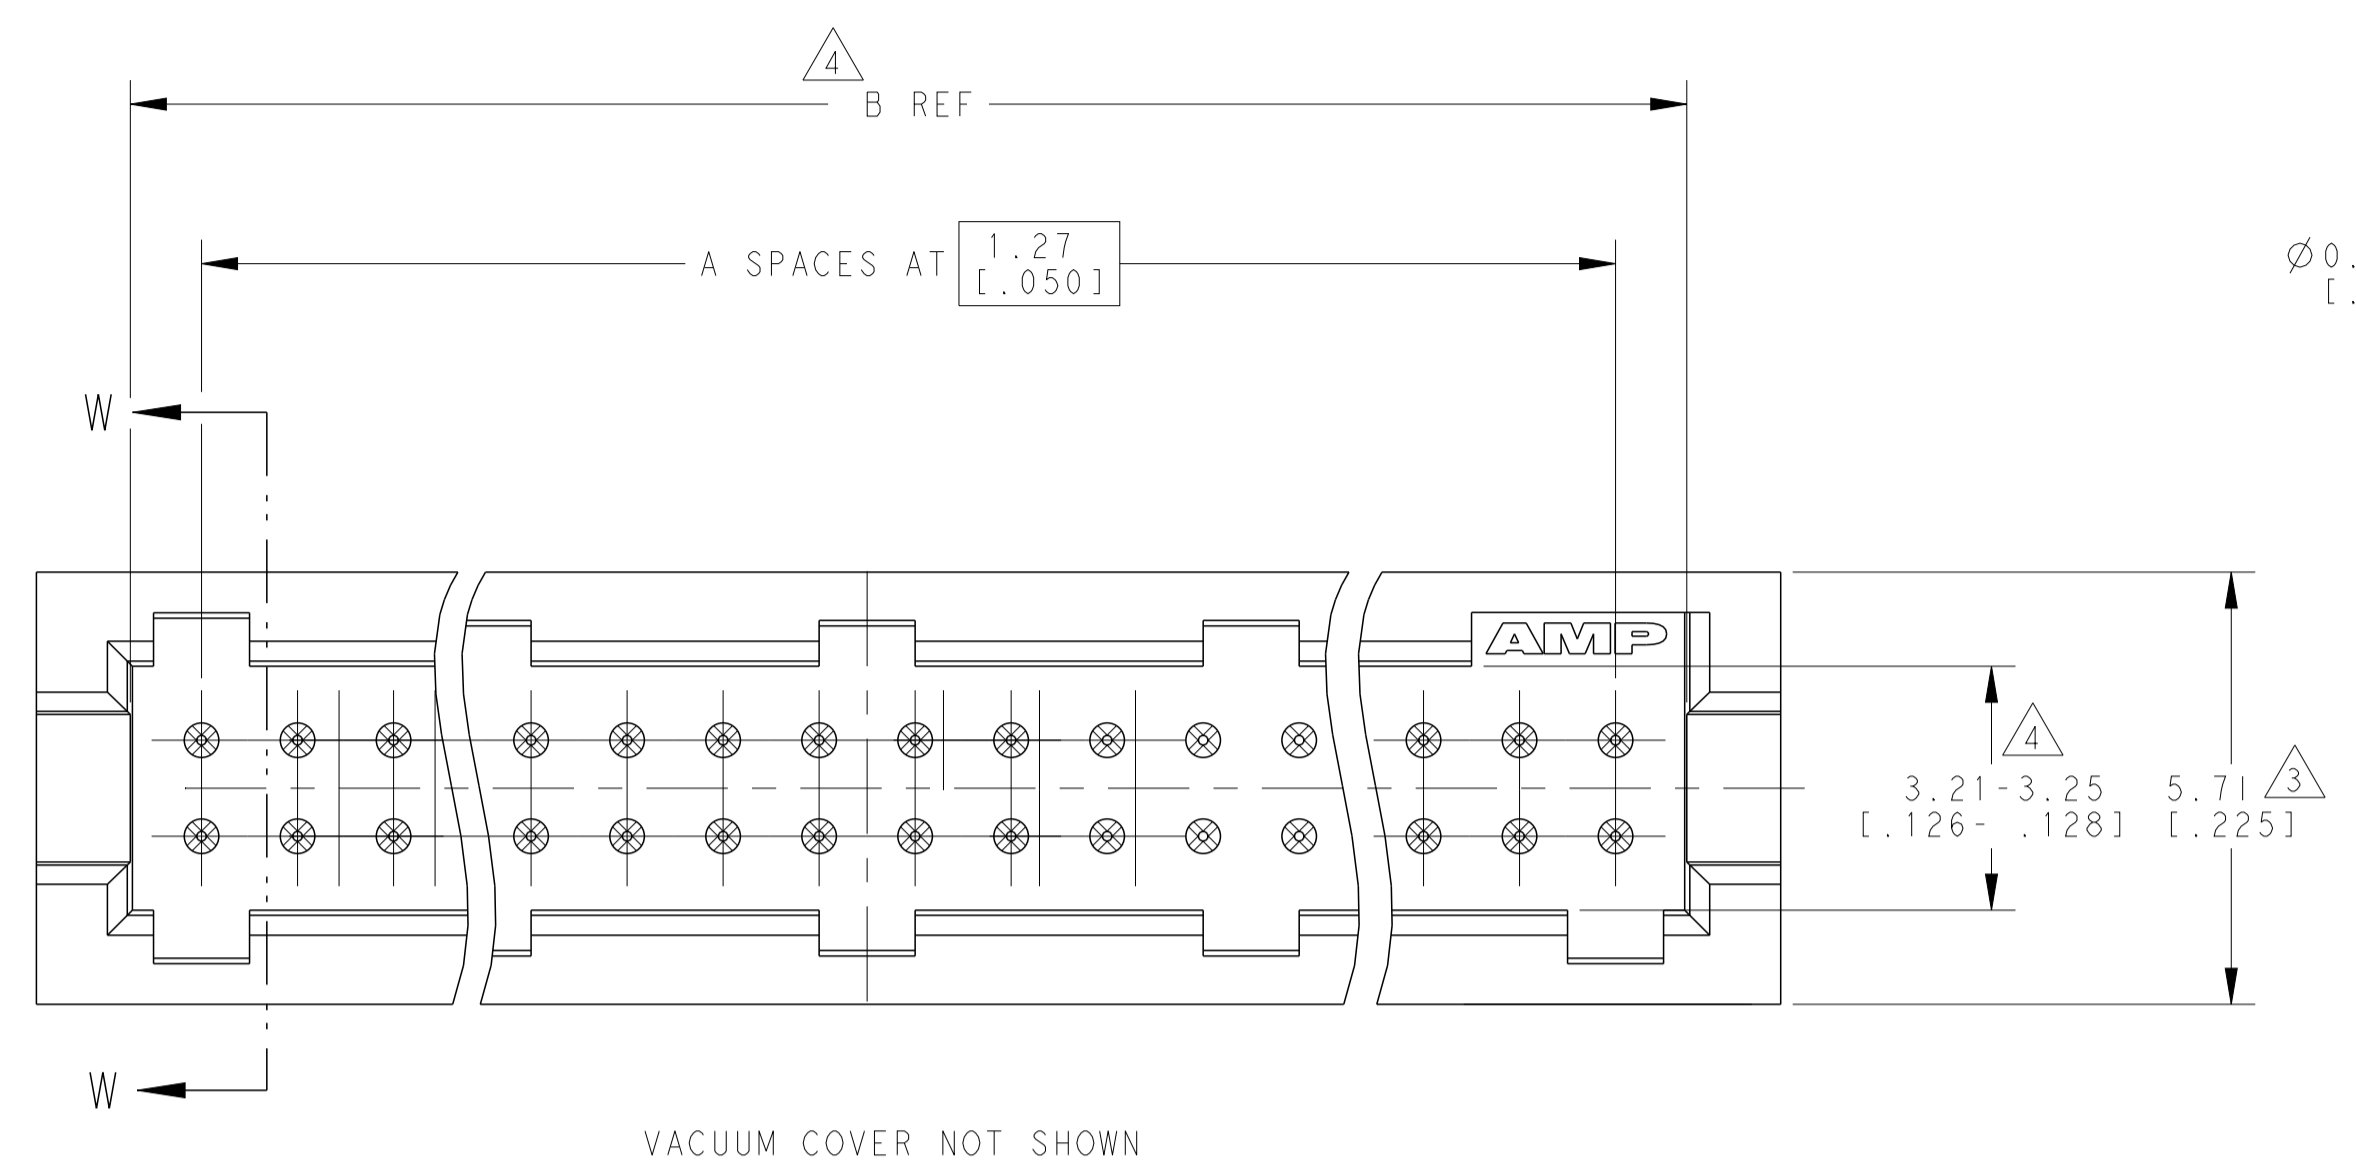 4
B REF
A SPACES AT
1.27
[.050]
Ø0.
[.
W
AMP
4
3
3.21-3.25
5.71
[.126- .128]
[.225]
W
VACUUM COVER NOT SHOWN